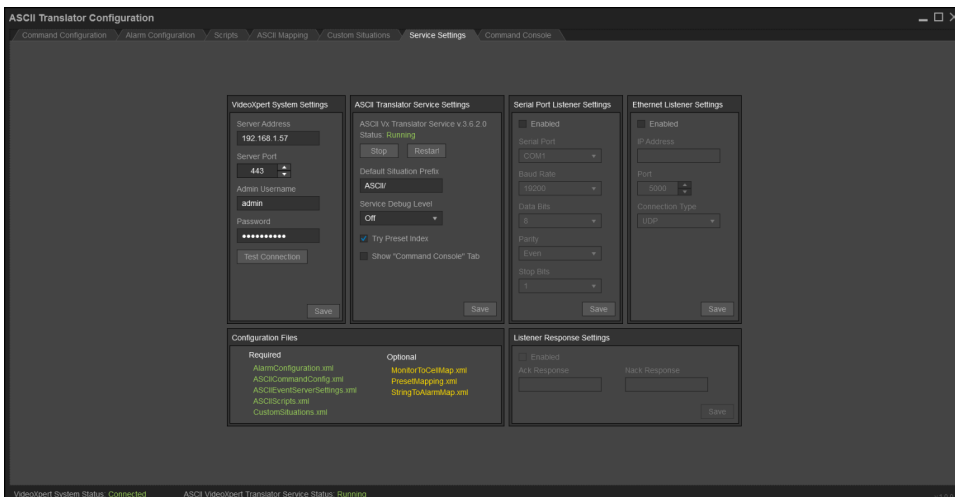 ASCII Translator Configuration
Command Configuration
Alarm Configuration
Scripts
ASCII Mapping
Custom Situations
Service Settings
Command Console
VideoXpert System Settings
Server Address
192.168.1.57
Server Port
443
Admin Username
admin
Password
Test Connection
Save
ASCII Translator Service Settings
ASCII Vx Translator Service v.3.6.2.0
Status: Running
Stop
Restart
Default Situation Prefix
ASCII/
Service Debug Level
Off
Try Preset Index
Show "Command Console" Tab
Save
Serial Port Listener Settings
Enabled
Serial Port
COM1
Baud Rate
19200
Data Bits
8
Parity
Even
Stop Bits
1
Save
Ethernet Listener Settings
Enabled
IP Address
Port
5000
Connection Type
UDP
Save
Configuration Files
Required
AlarmConfiguration.xml
ASCIICommandConfig.xml
ASCIIEventServerSettings.xml
ASCIIScripts.xml
CustomSituations.xml
Optional
MonitorToCellMap.xml
PresetMapping.xml
StringToAlarmMap.xml
Listener Response Settings
Enabled
Ack Response
Nack Response
Save
VideoXpert System Status: Connected
ASCII VideoXpert Translator Service Status: Running